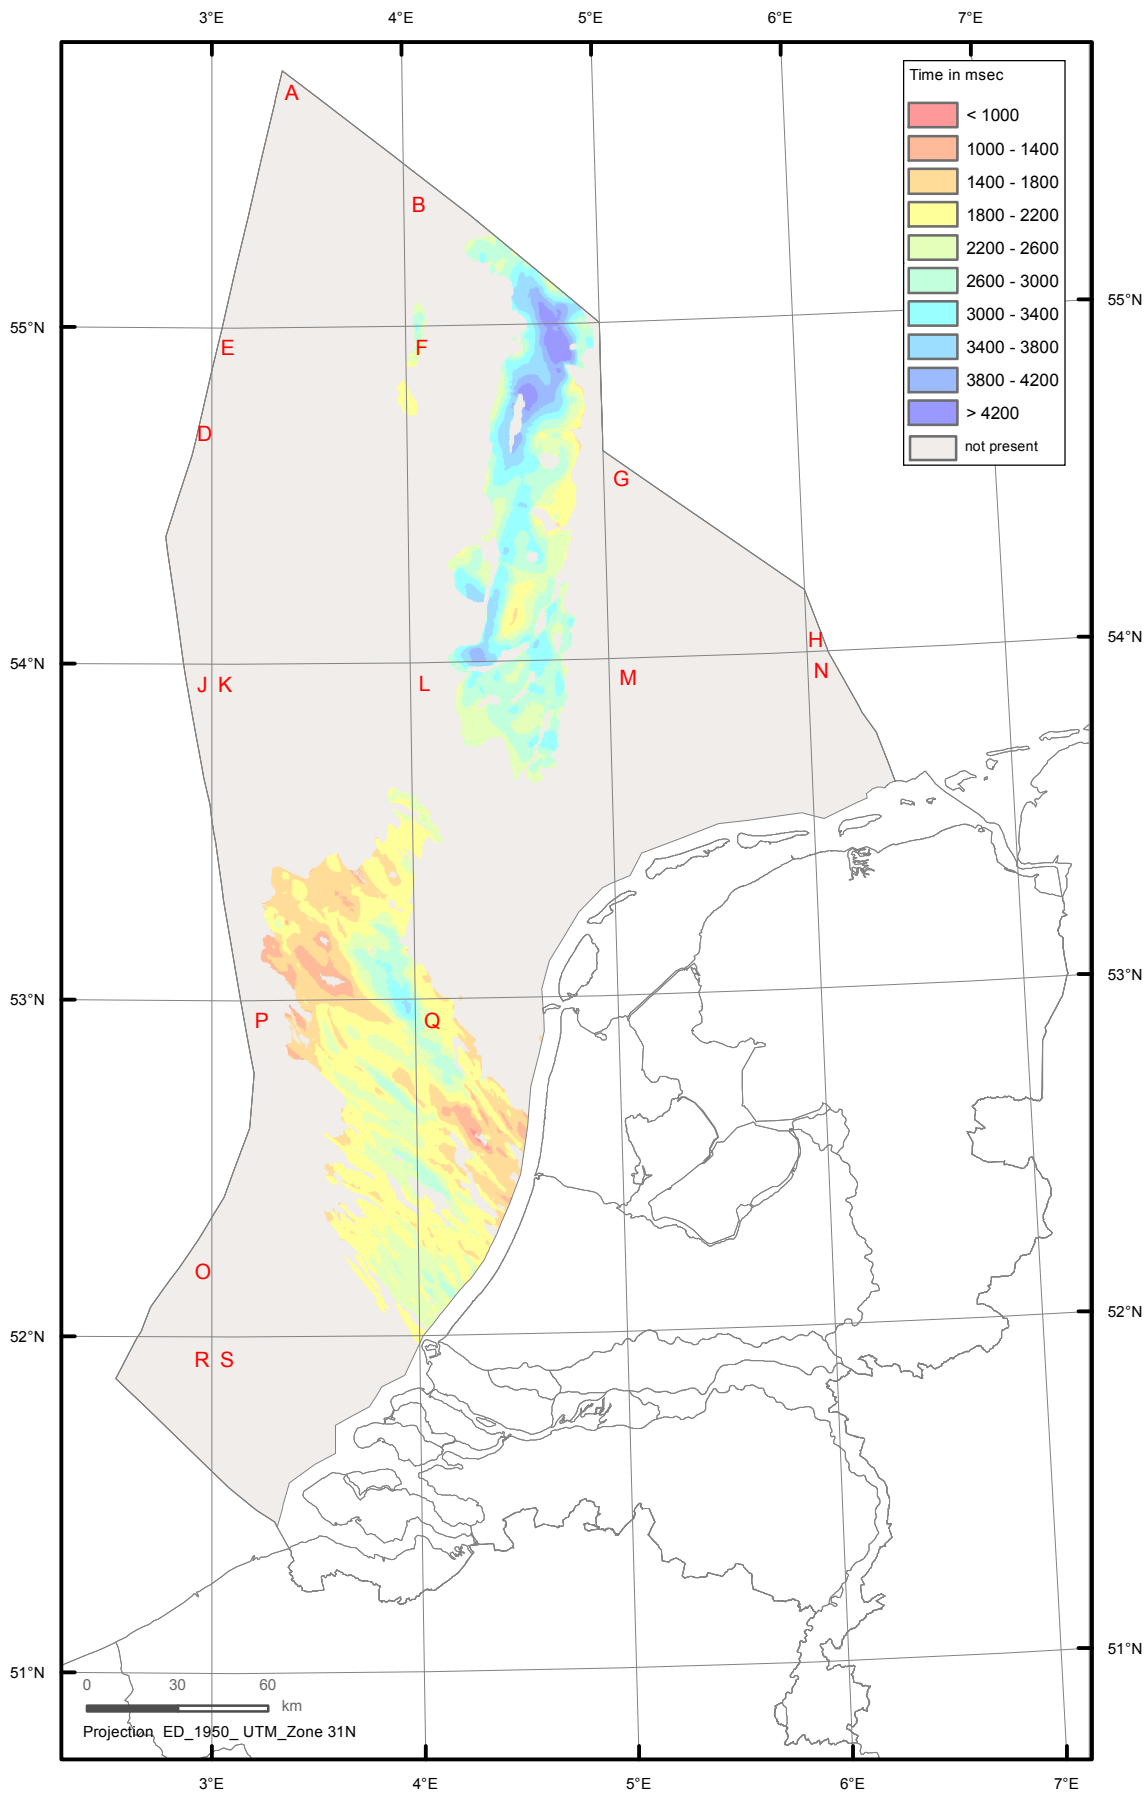 3°E 4°E 5°E 6°E 7°E
Time in msec
A
< 1000
1000 - 1400
1400 - 1800
B
1800 - 2200
2200 - 2600
2600 - 3000
55°N
3000 - 3400
55°N
E F
3400 - 3800
3800 - 4200
> 4200
D
not present
G
H
54°N
54°N
N
J K L M
53°N
53°N
P Q
O
52°N
52°N
R S
51°N
51°N
0 30 60
km
Projection ED_1950_ UTM_Zone 31N
3°E 4°E 5°E 6°E 7°E